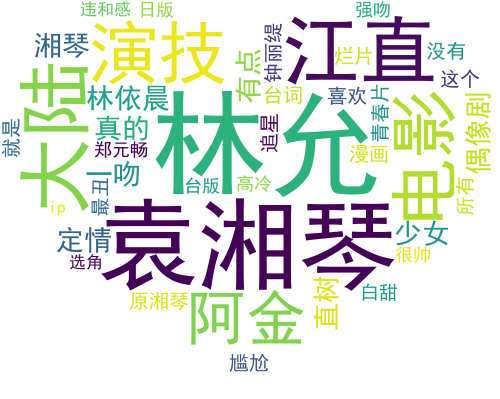 违和感 日版 强吻
湘琴 演技 钟丽缇 江直 烂片 没有
大陆 有点 这个
林依晨 林允 台词 喜欢 青春片 电影 偶像剧
就是 真的 追星
郑元畅 漫画
一吻 台版 高冷 所有
最丑
ip 袁湘琴
定情 少女
选角 很帅
直树 白甜
原湘琴 阿金
尴尬